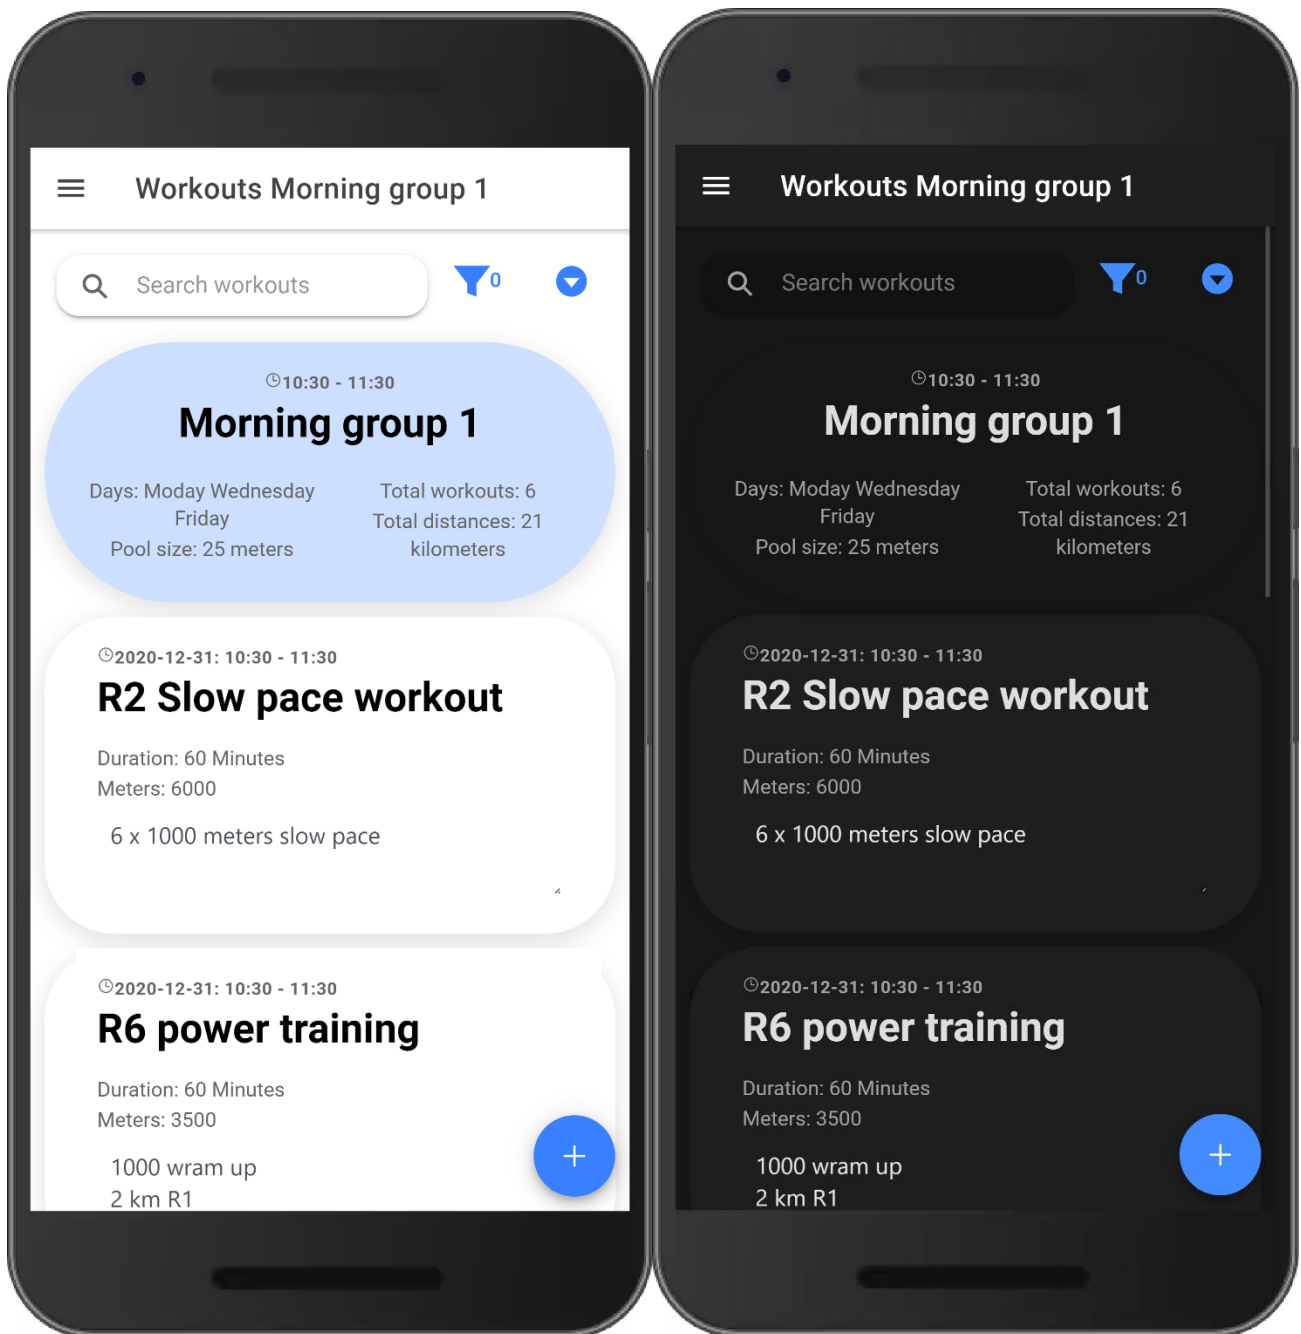 Workouts Morning group 1
Search workouts
0
10:30 - 11:30
Morning group 1
Days: Moday Wednesday
Friday
Pool size: 25 meters
Total workouts: 6
Total distances: 21
kilometers
2020-12-31: 10:30 - 11:30
R2 Slow pace workout
Duration: 60 Minutes
Meters: 6000
6 x 1000 meters slow pace
2020-12-31: 10:30 - 11:30
R6 power training
Duration: 60 Minutes
Meters: 3500
1000 wram up
2 km R1
Workouts Morning group 1
Search workouts
0
10:30 - 11:30
Morning group 1
Days: Moday Wednesday
Friday
Pool size: 25 meters
Total workouts: 6
Total distances: 21
kilometers
2020-12-31: 10:30 - 11:30
R2 Slow pace workout
Duration: 60 Minutes
Meters: 6000
6 x 1000 meters slow pace
2020-12-31: 10:30 - 11:30
R6 power training
Duration: 60 Minutes
Meters: 3500
1000 wram up
2 km R1